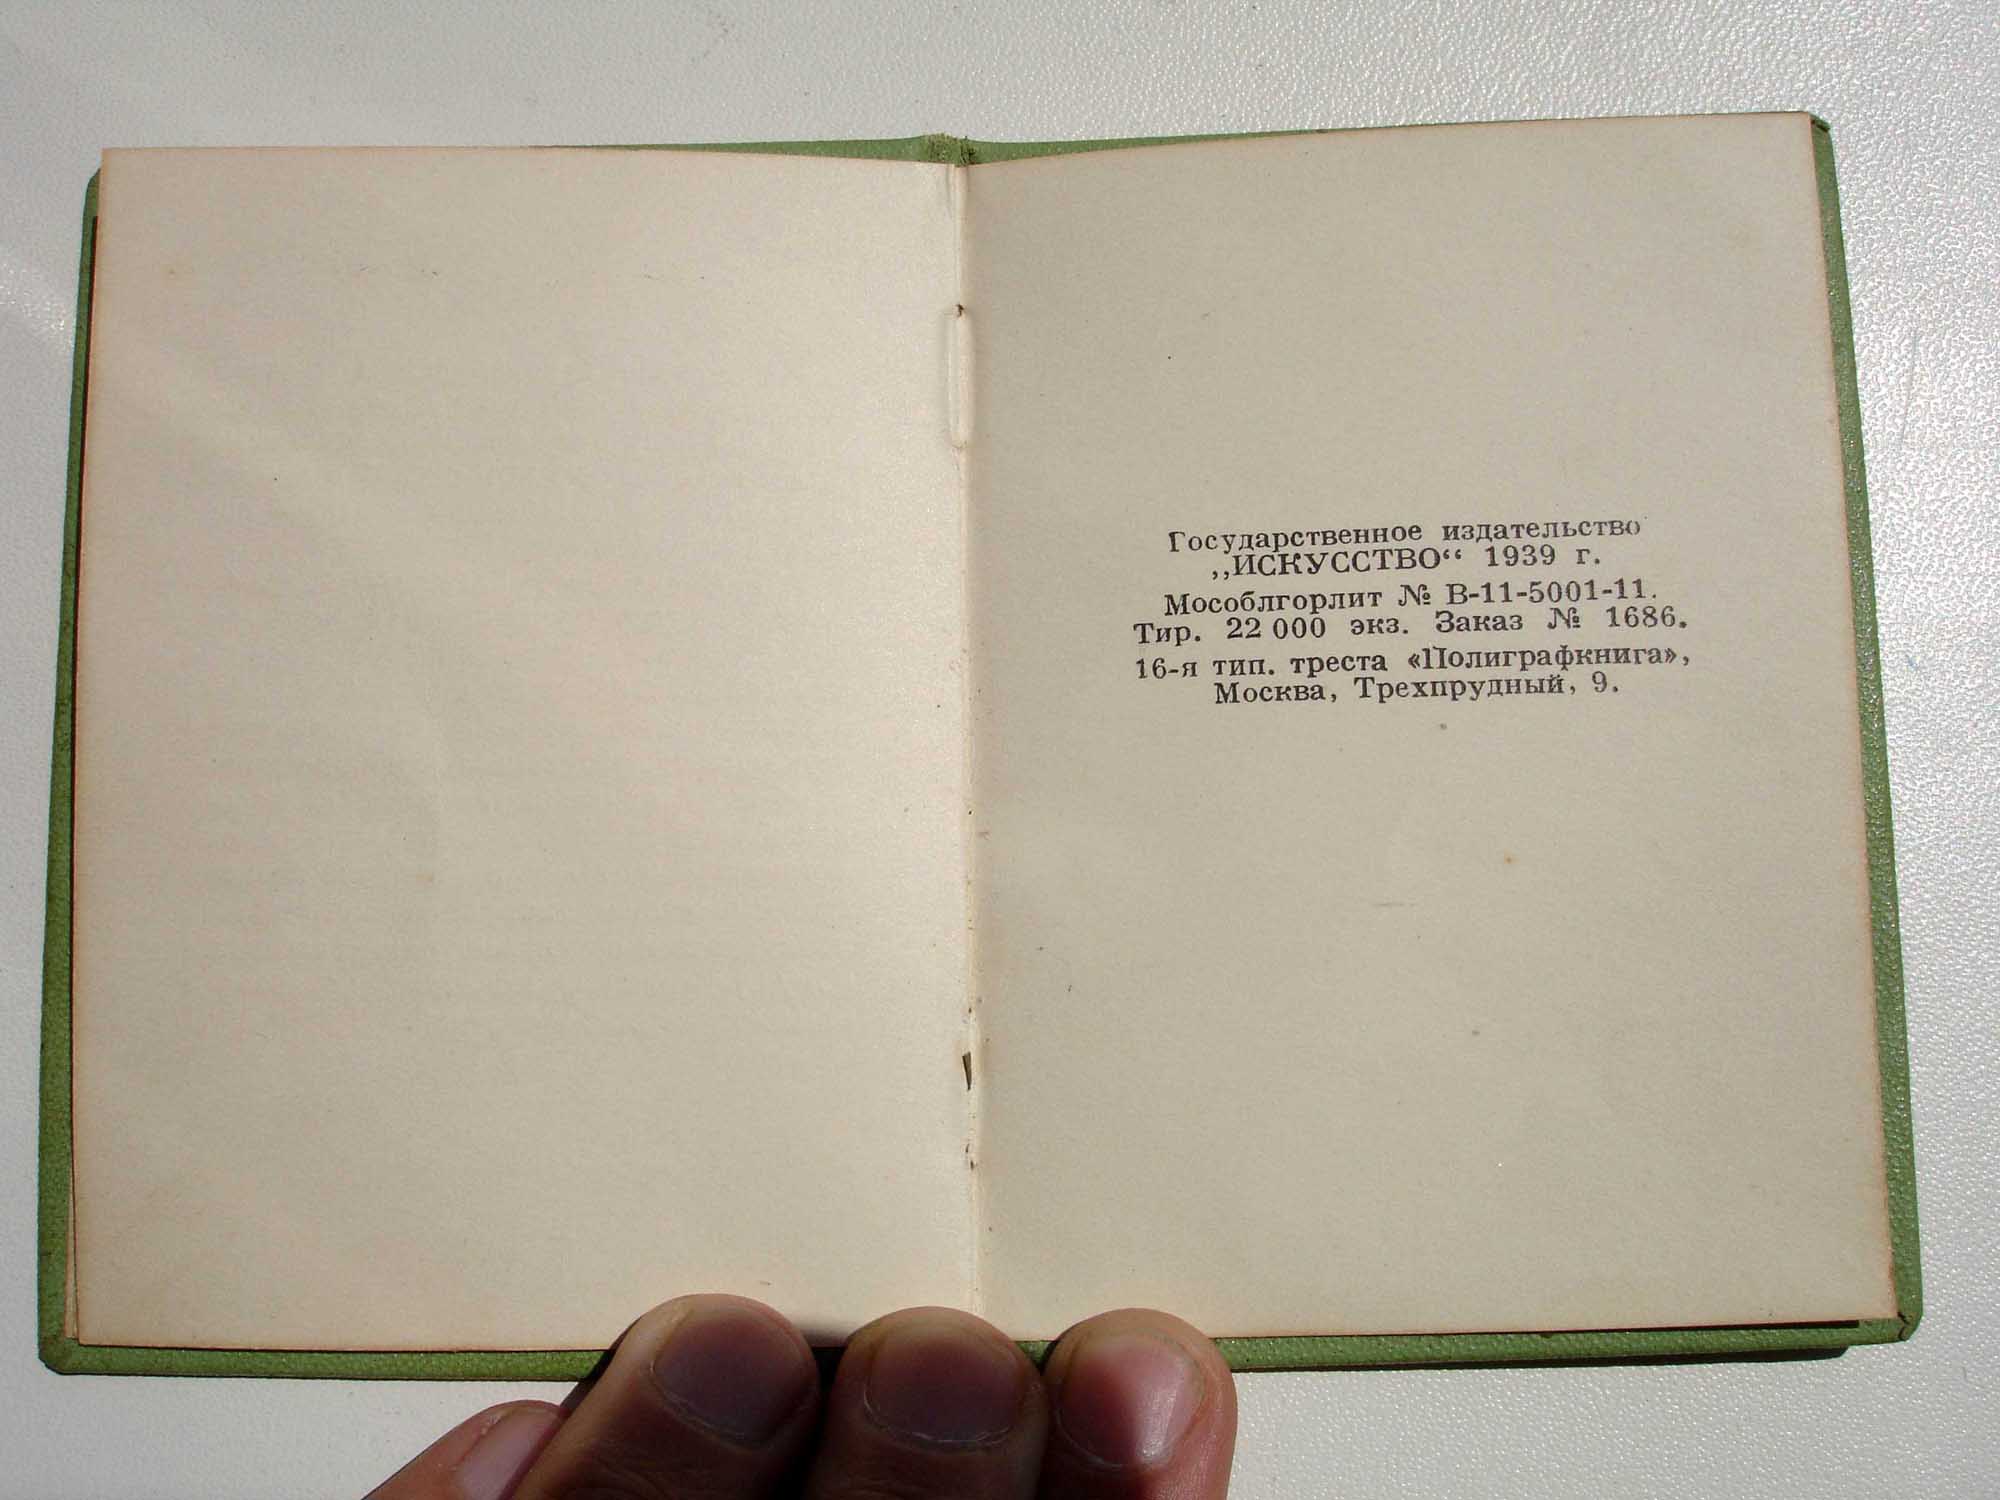 Государственное издательство
„ИСКУССТВО“ 1939 г.
Мособлгорлит № В-11-5001-11.
Тир. 22 000 экз. Заказ № 1686.
16-я тип. треста «Полиграфкнига»,
Москва, Трехпрудный, 9.